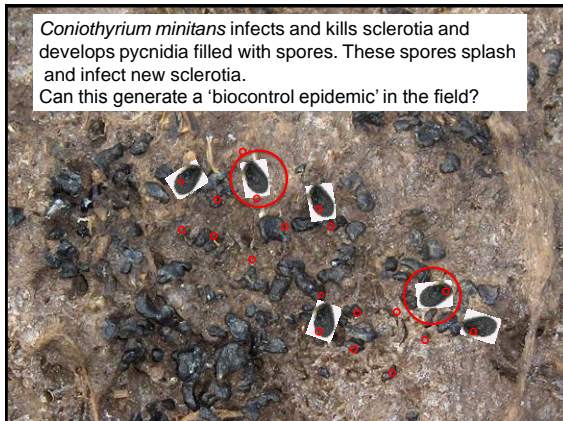 Coniothyrium minitans infects and kills sclerotia and
develops pycnidia filled with spores. These spores splash
and infect new sclerotia.
Can this generate a ‘biocontrol epidemic’ in the field?